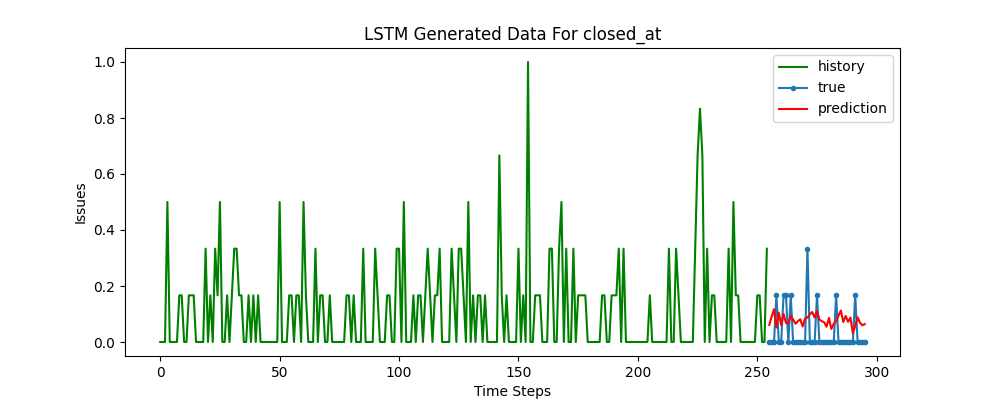 LSTM Generated Data For closed_at
history
true
prediction
Issues
1.0
0.8
0.6
0.4
0.2
0.0
0
50
100
150
200
250
300
Time Steps